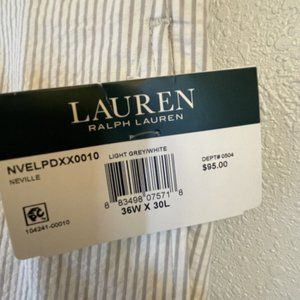 LAUREN
RALPH LAUREN
NVELPDXX0010
NEVILLE
LIGHT GREY/WHITE
DEPT# 0504
$95.00
8 83498 07571 8
36W X 30L
104241-00010